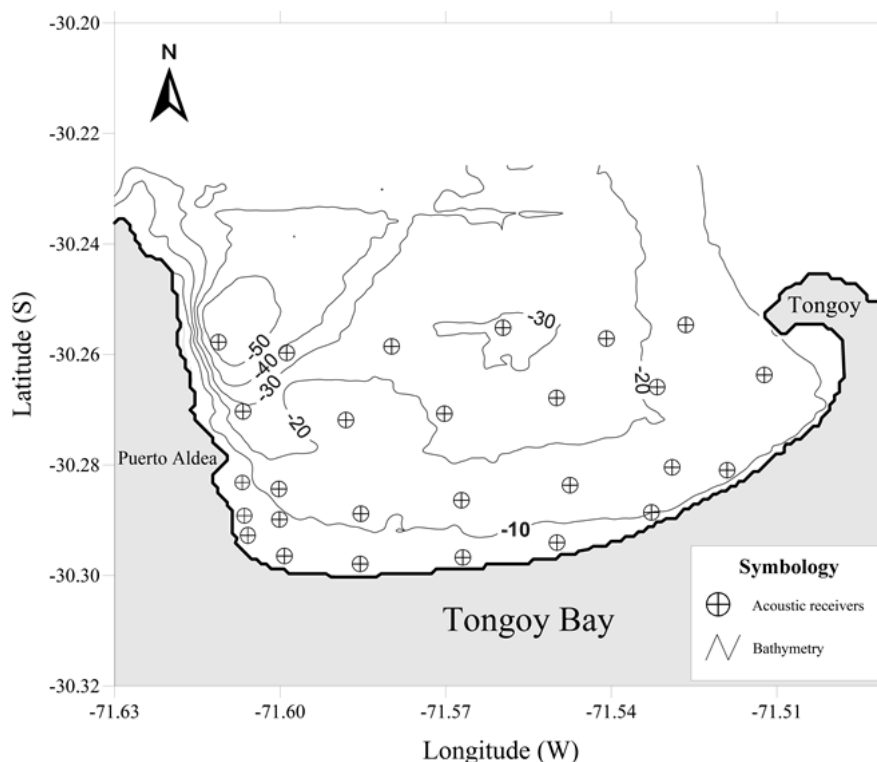 -30.20
N
-30.22
-30.24
Tongoy
-30
-30.26
-50
-40
-30
-20
-20
Puerto Aldea
-30.28
-10
Symbology
-30.30
Acoustic receivers
Tongoy Bay
Bathymetry
-30.32
-71.63 -71.60 -71.57 -71.54 -71.51
Latitude (S)
Longitude (W)